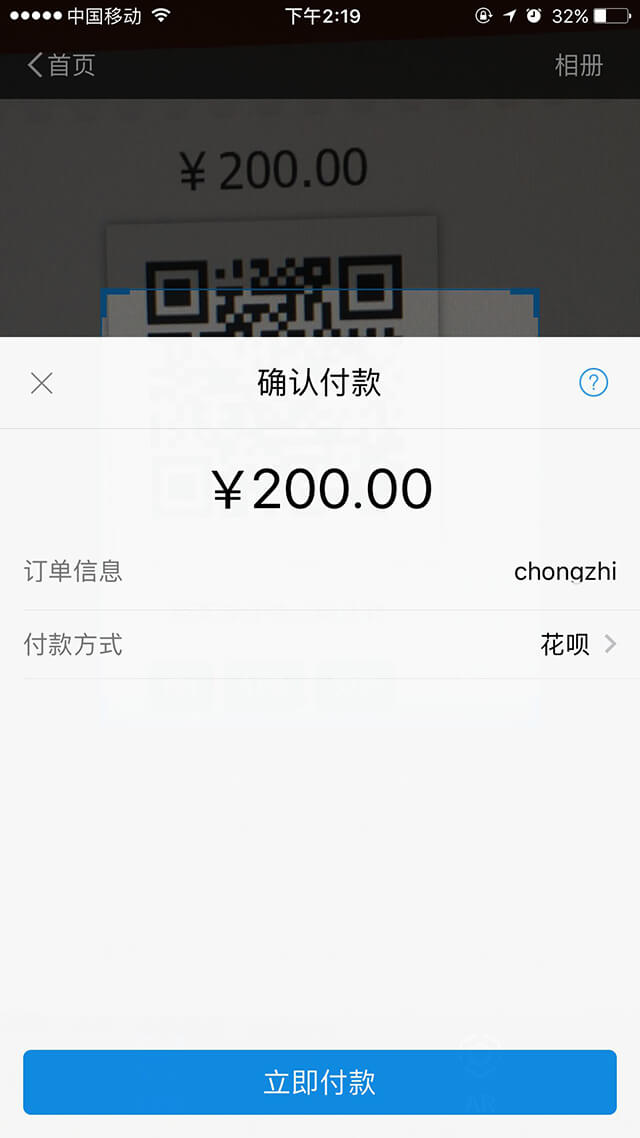 中国移动 下午2:19 32%
首页 相册
¥200.00
确认付款 ?
¥200.00
订单信息 chongzhi
付款方式 花呗
立即付款
AR